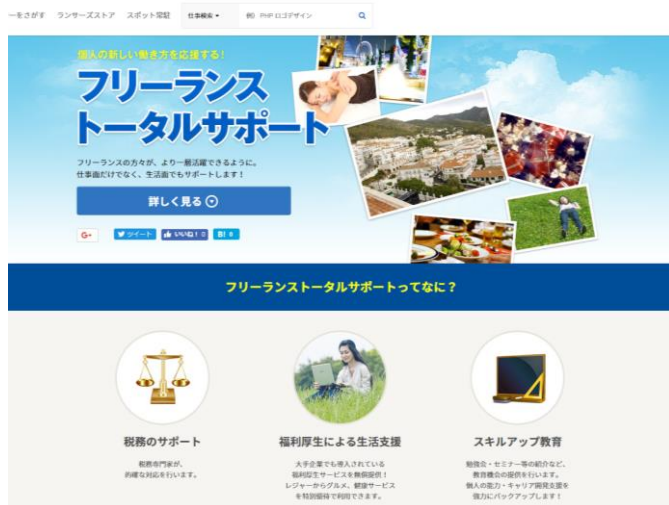 ーをさがす ランサーズストア スポット常駐 仕事検索 例) PHP ロゴデザイン
個人の新しい働き方を応援する!
フリーランス
トータルサポート
フリーランスの方々が、より一層活躍できるように。
仕事面だけでなく、生活面でもサポートします!
詳しく見る
G+ ツイート いいね! 0 B! 0
フリーランストータルサポートってなに?
税務のサポート
税務専門家が、
的確な対応を行います。
福利厚生による生活支援
大手企業でも導入されている
福利厚生サービスを無償提供!
レジャーからグルメ、健康サービス
を特別優待で利用できます。
スキルアップ教育
勉強会・セミナー等の紹介など、
教育機会の提供を行います。
個人の能力・キャリア開発支援を
強力にバックアップします!